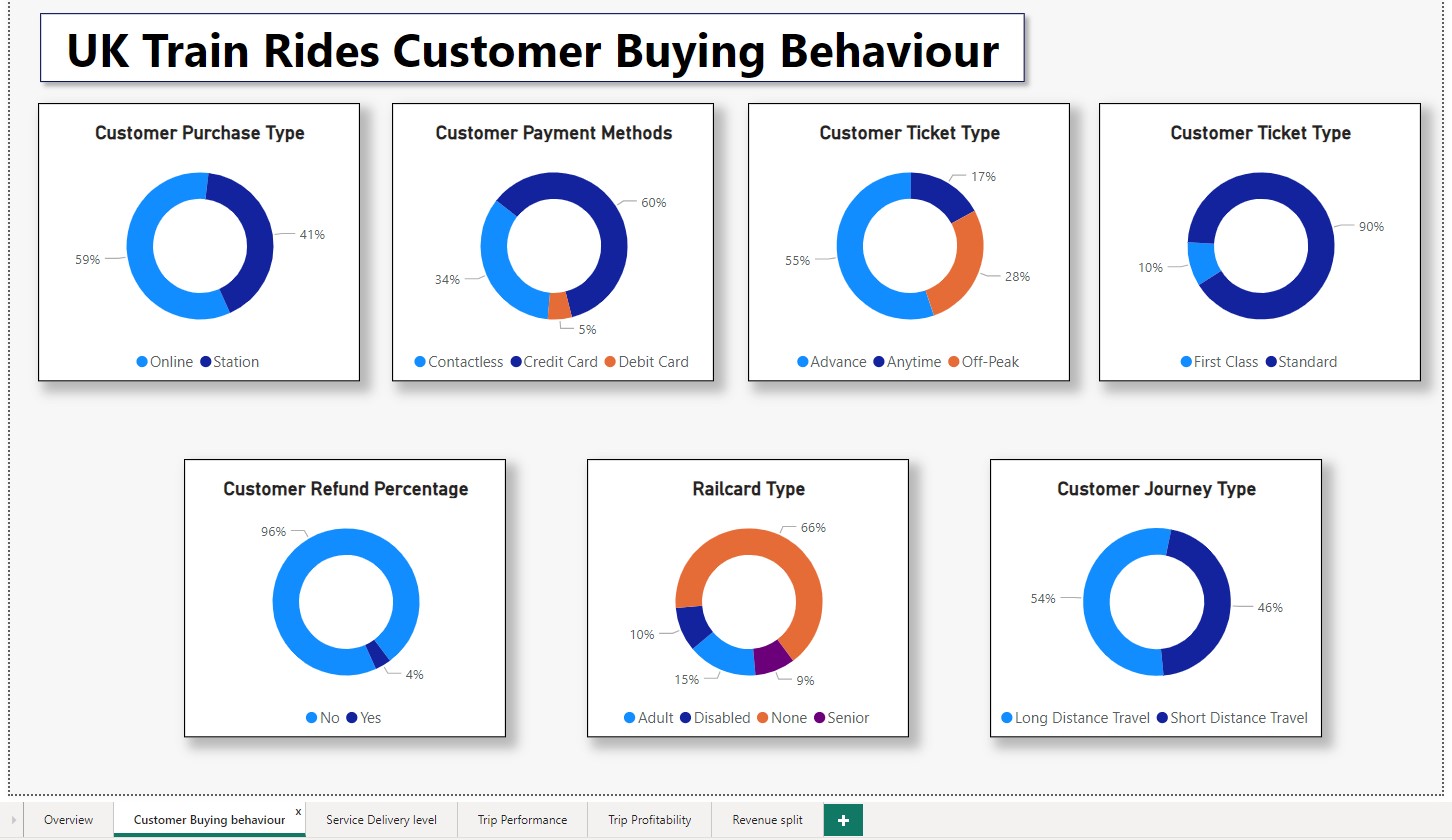 UK Train Rides Customer Buying Behaviour
Customer Purchase Type
59%
41%
Online Station
Customer Payment Methods
60%
34%
5%
Contactless Credit Card Debit Card
Customer Ticket Type
17%
55%
28%
Advance Anytime Off-Peak
Customer Ticket Type
90%
10%
First Class Standard
Customer Refund Percentage
96%
4%
No Yes
Railcard Type
66%
10%
15%
9%
Adult Disabled None Senior
Customer Journey Type
54%
46%
Long Distance Travel Short Distance Travel
Overview Customer Buying behaviour x Service Delivery level Trip Performance Trip Profitability Revenue split +